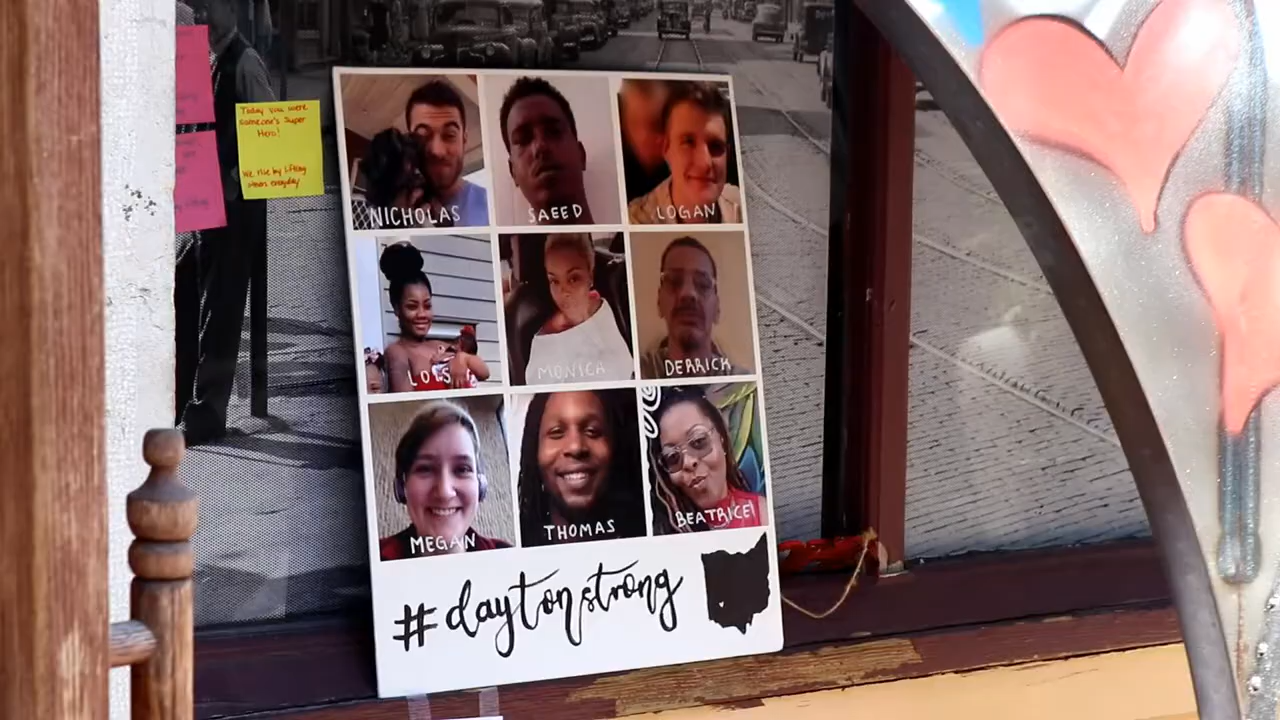 Today you were
someone's Super
Hero!
We rise by lifting
others everyday
NICHOLAS
SAEED
LOGAN
LOIS
MONICA
DERRICK
MEGAN
THOMAS
BEATRICE
#daytonstrong